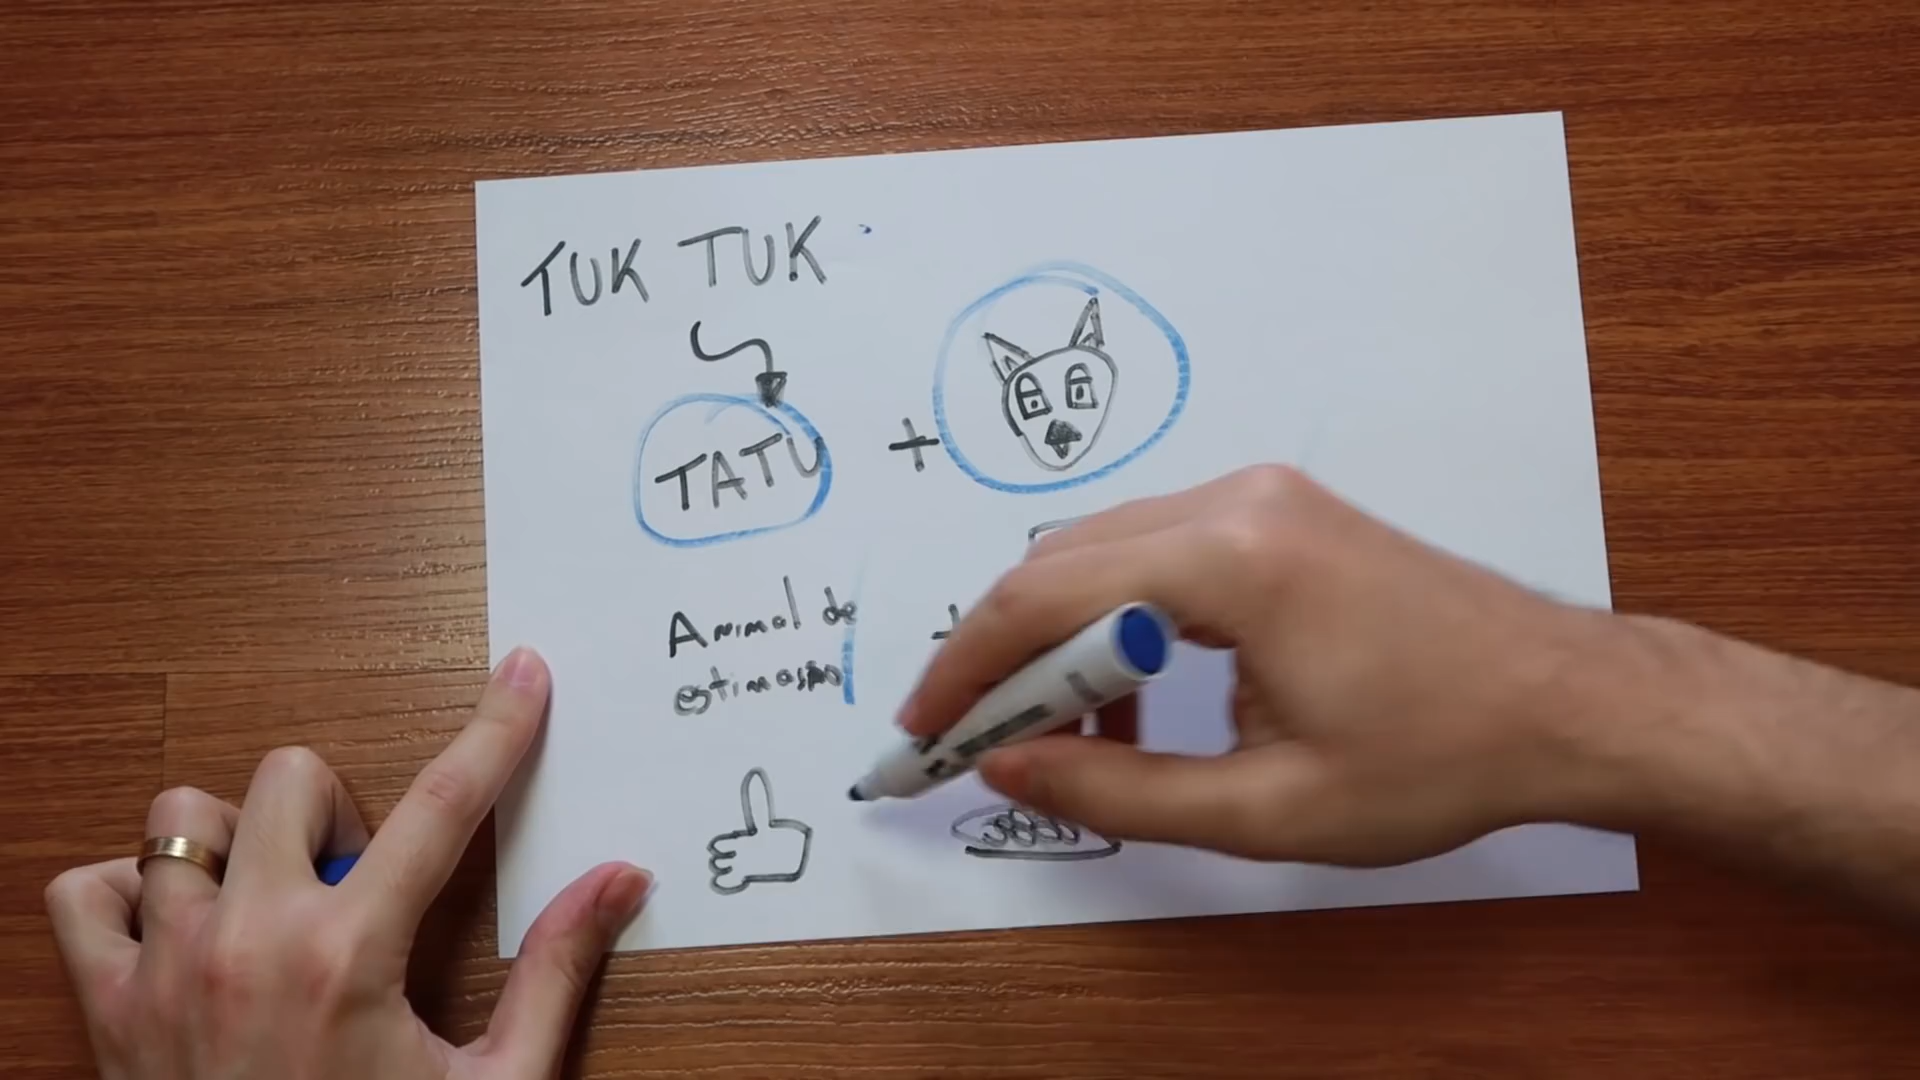 TUK TUK
TATU +
Animal de +
estimação